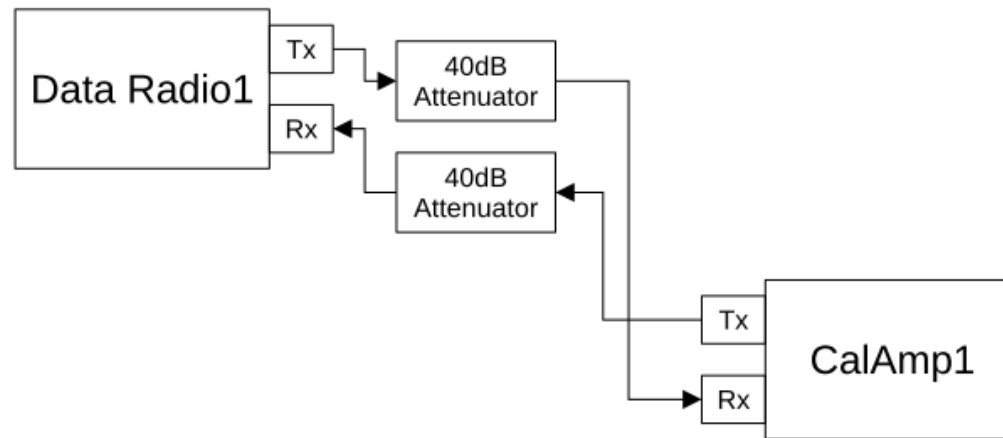 Data Radio1
Tx
Rx
40dB
Attenuator
40dB
Attenuator
Tx
Rx
CalAmp1